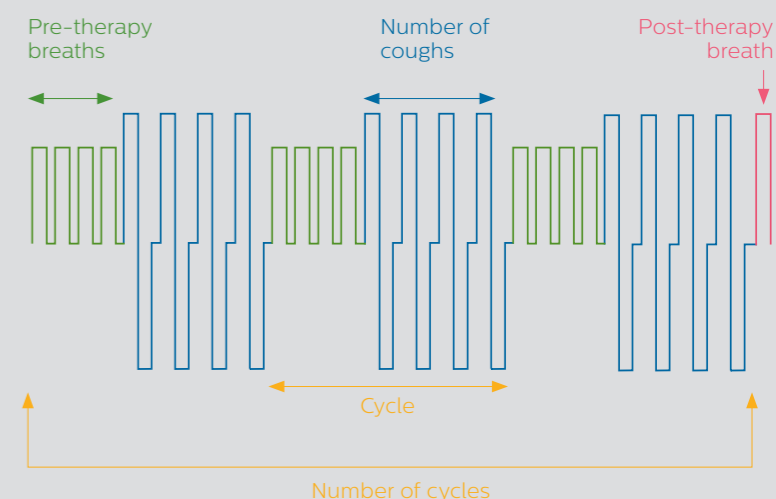 Pre-therapy
breaths
Number of
coughs
Post-therapy
breath
Cycle
Number of cycles